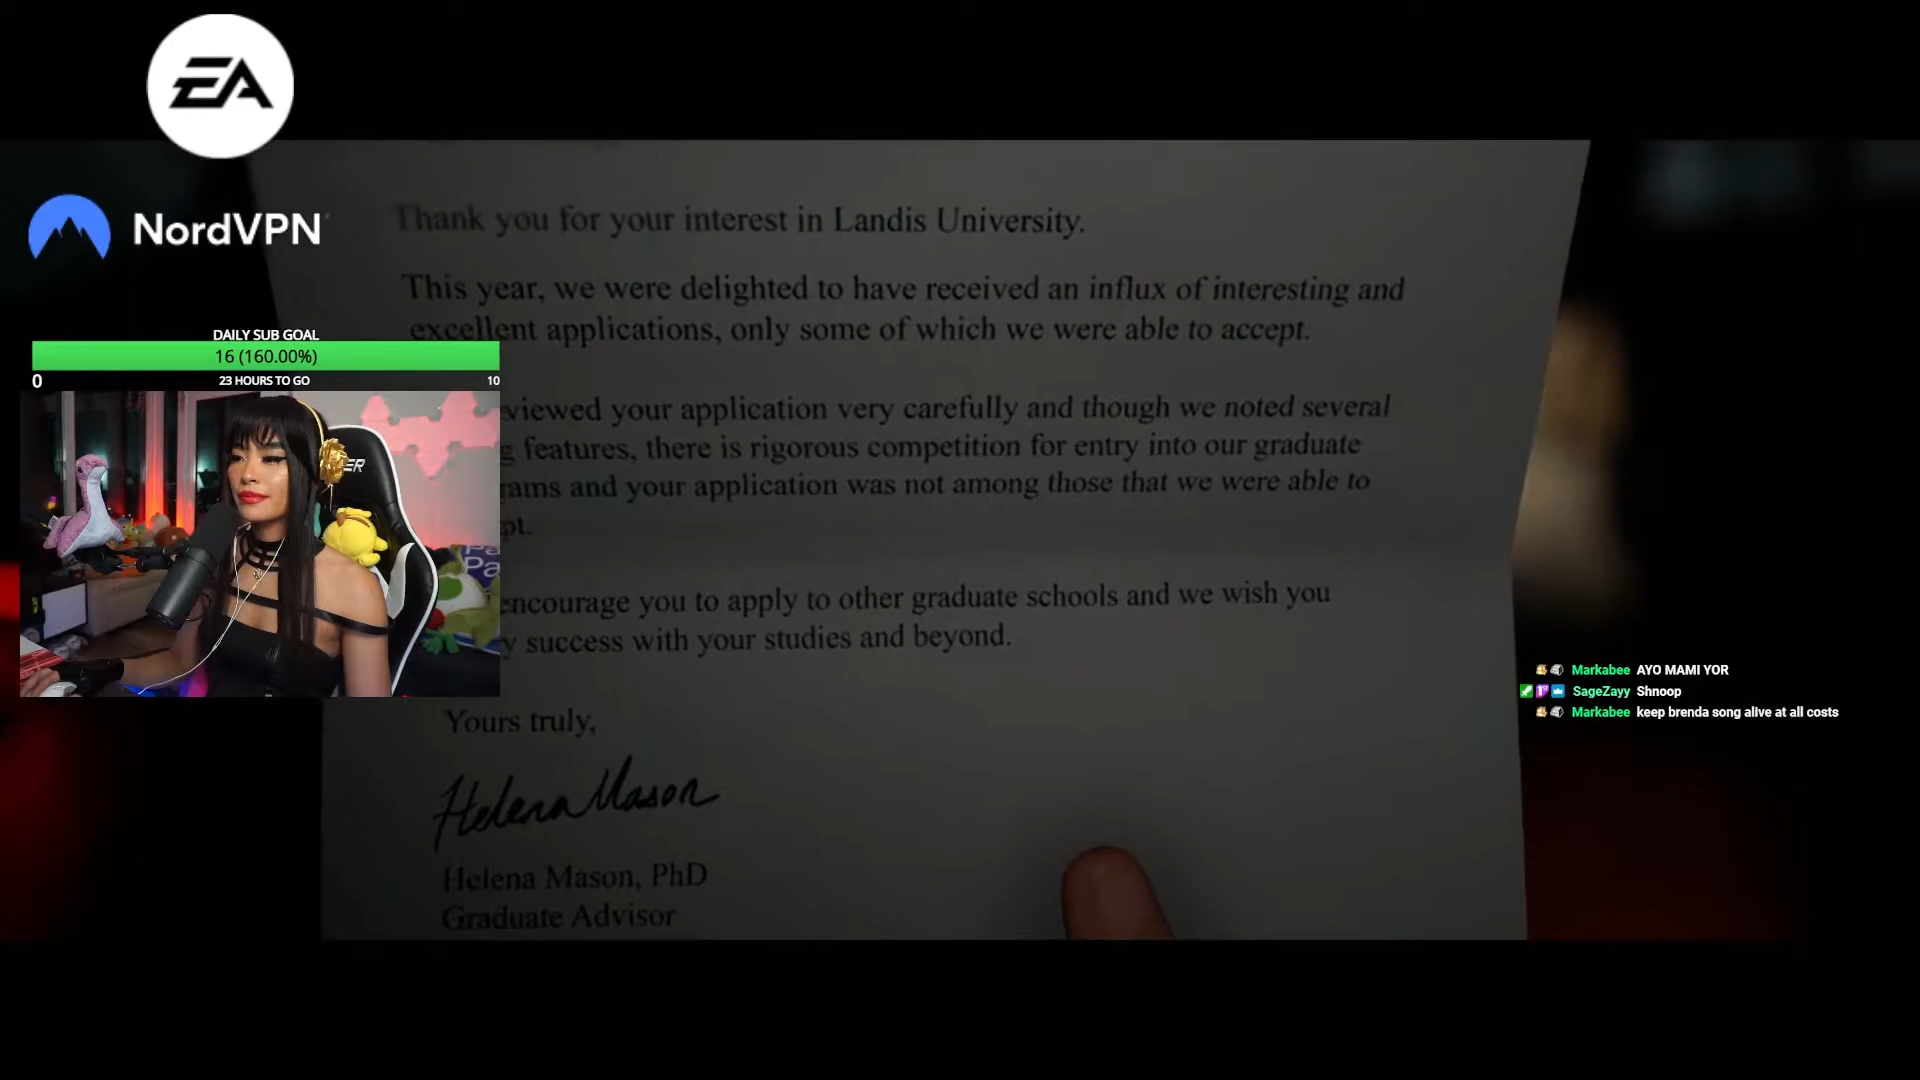 EA
NordVPN
DAILY SUB GOAL
16 (160.00%)
0 23 HOURS TO GO 10
Thank you for your interest in Landis University.
This year, we were delighted to have received an influx of interesting and
excellent applications, only some of which we were able to accept.
viewed your application very carefully and though we noted several
g features, there is rigorous competition for entry into our graduate
rams and your application was not among those that we were able to
pt.
encourage you to apply to other graduate schools and we wish you
y success with your studies and beyond.
Yours truly,
Helena Mason
Helena Mason, PhD
Graduate Advisor
Markabee AYO MAMI YOR
SageZayy Shnoop
Markabee keep brenda song alive at all costs